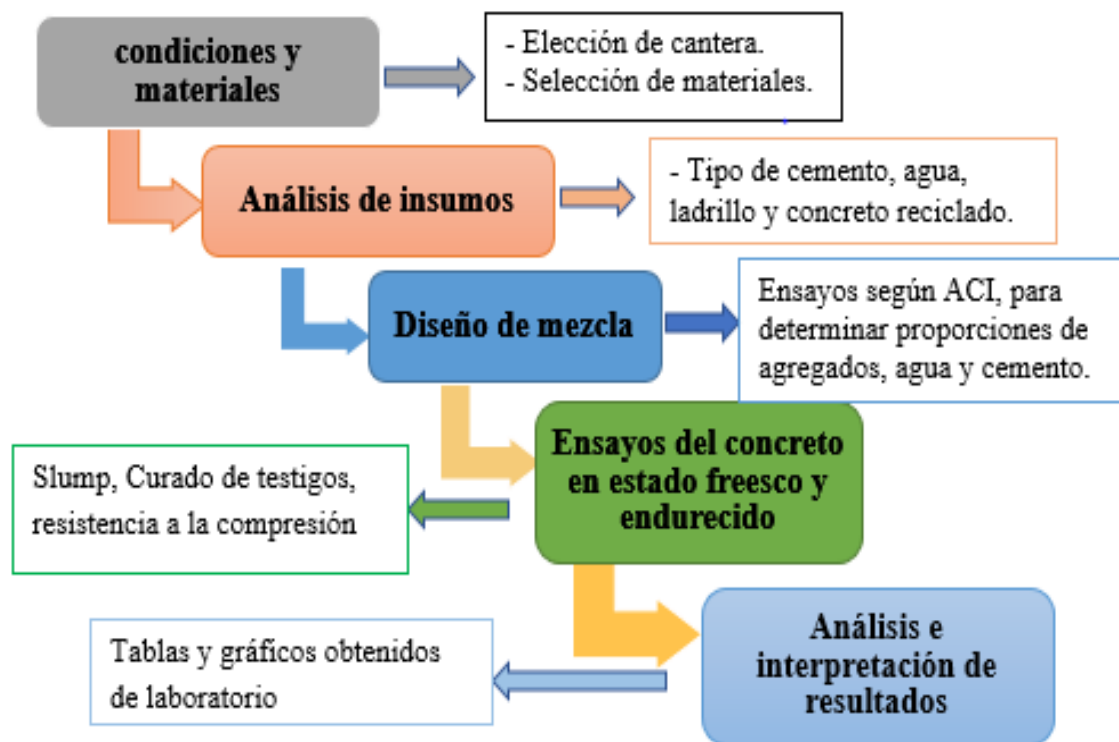 condiciones y
materiales
- Elección de cantera.
- Selección de materiales.
Análisis de insumos
- Tipo de cemento, agua,
ladrillo y concreto reciclado.
Diseño de mezcla
Ensayos según ACI, para
determinar proporciones de
agregados, agua y cemento.
Ensayos del concreto
en estado freesco y
endurecido
Slump, Curado de testigos,
resistencia a la compresión
Análisis e
interpretación de
resultados
Tablas y gráficos obtenidos
de laboratorio